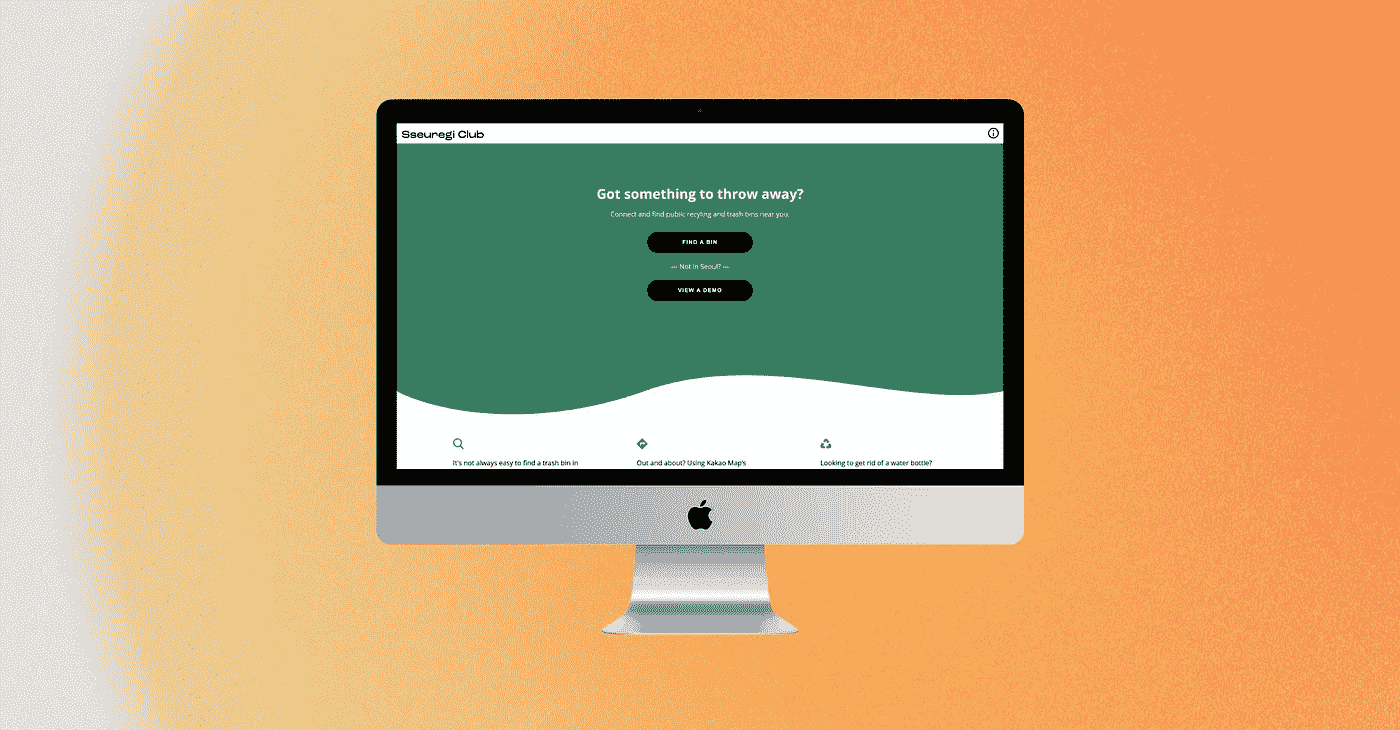 Sseuregi Club
Got something to throw away?
Connect and find public recyling and trash bins near you.
FIND A BIN
--- Not in Seoul? ---
VIEW A DEMO
It's not always easy to find a trash bin in
Out and about? Using Kakao Map's
Looking to get rid of a water bottle?